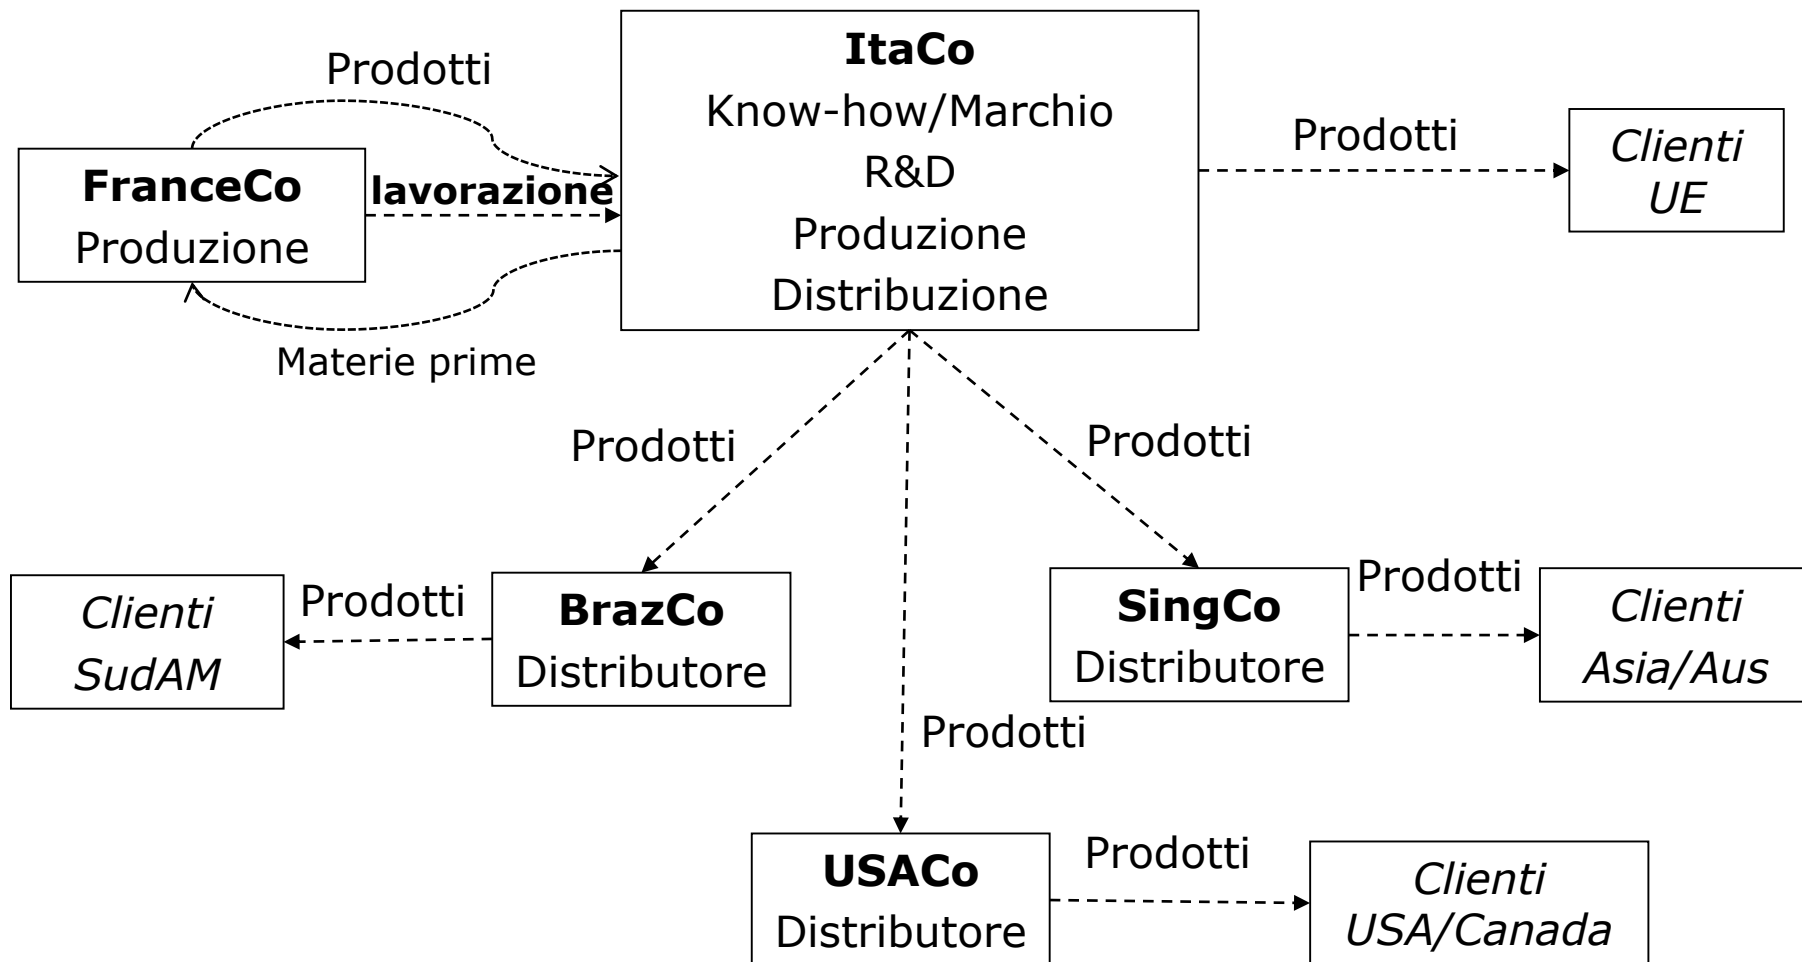 Prodotti
ItaCo
Know-how/Marchio
R&D
Produzione
Distribuzione
FranceCo
Produzione
lavorazione
Materie prime
Prodotti
Clienti
UE
Prodotti
Prodotti
Clienti
SudAM
Prodotti
BrazCo
Distributore
SingCo
Distributore
Prodotti
Clienti
Asia/Aus
Prodotti
USACo
Distributore
Prodotti
Clienti
USA/Canada